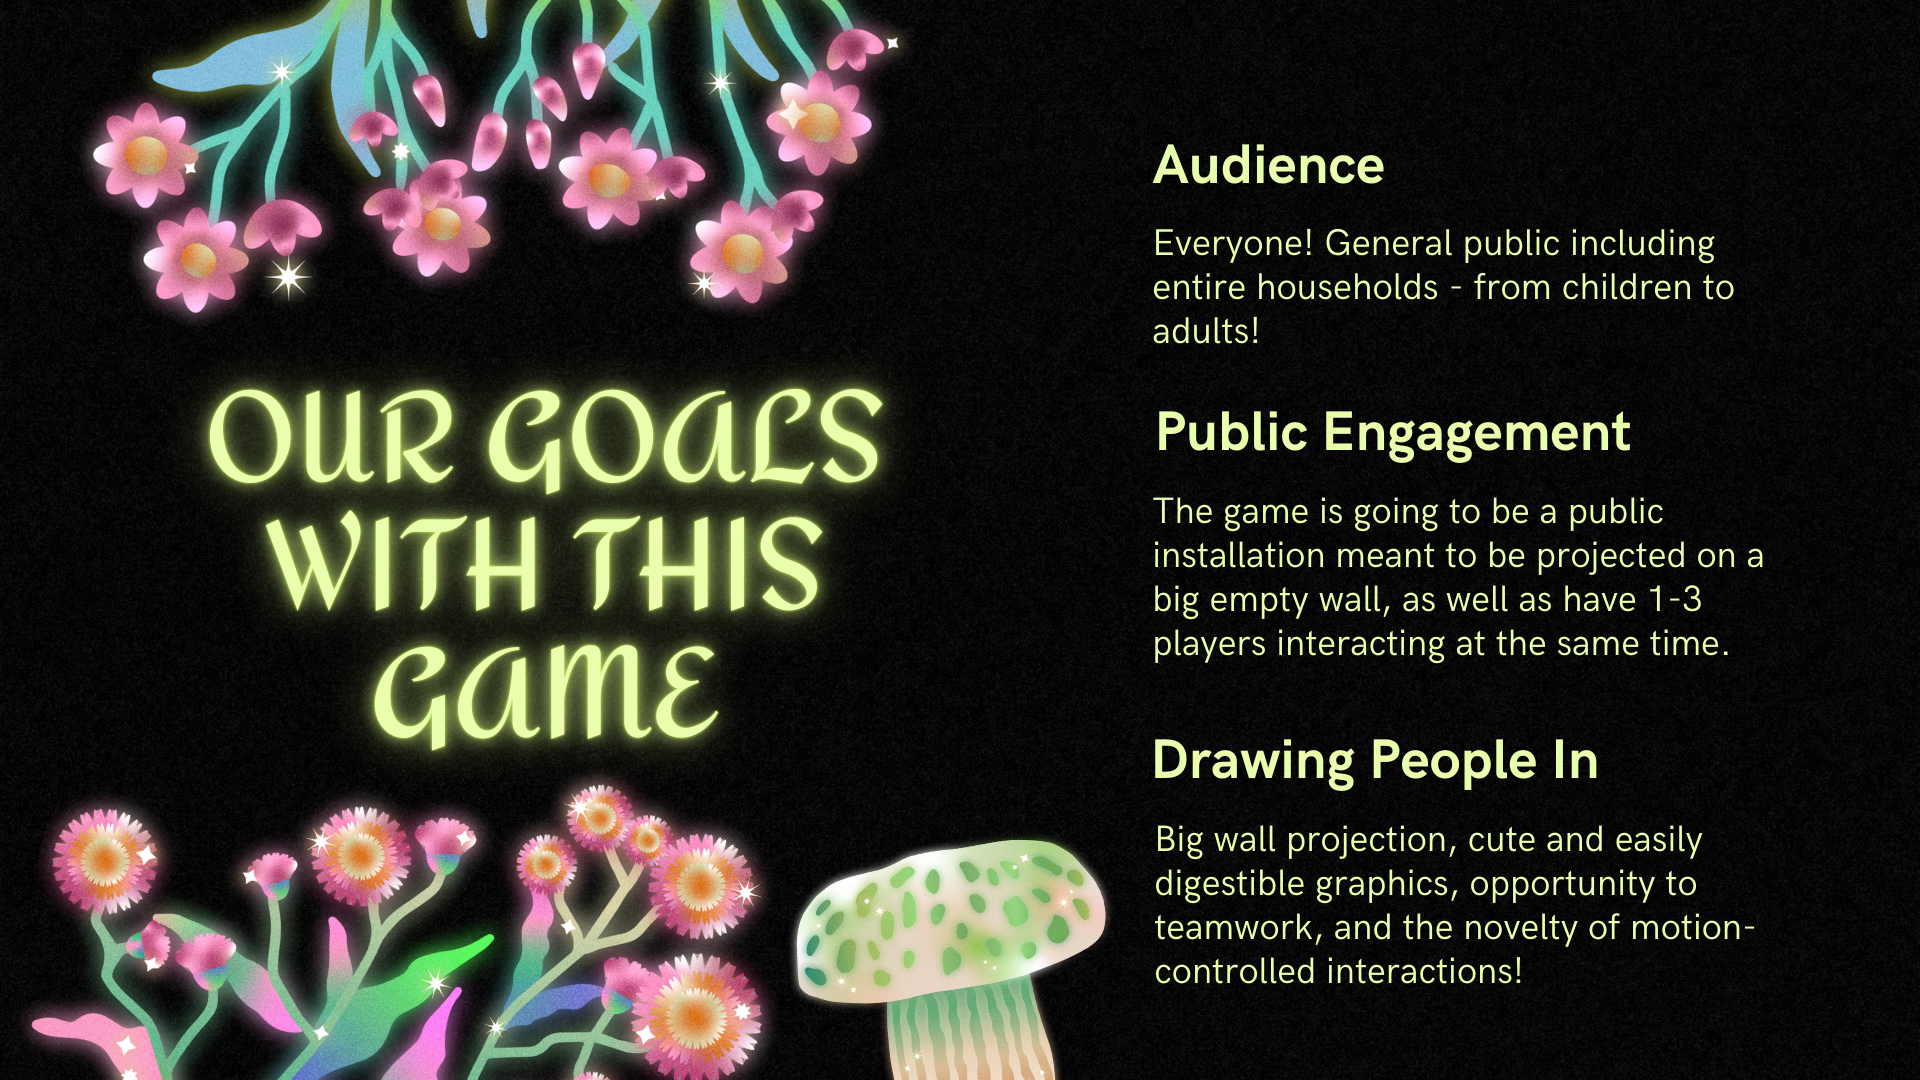 OUR GOALS
WITH THIS
GAME
Audience
Everyone! General public including
entire households - from children to
adults!
Public Engagement
The game is going to be a public
installation meant to be projected on a
big empty wall, as well as have 1-3
players interacting at the same time.
Drawing People In
Big wall projection, cute and easily
digestible graphics, opportunity to
teamwork, and the novelty of motion-
controlled interactions!